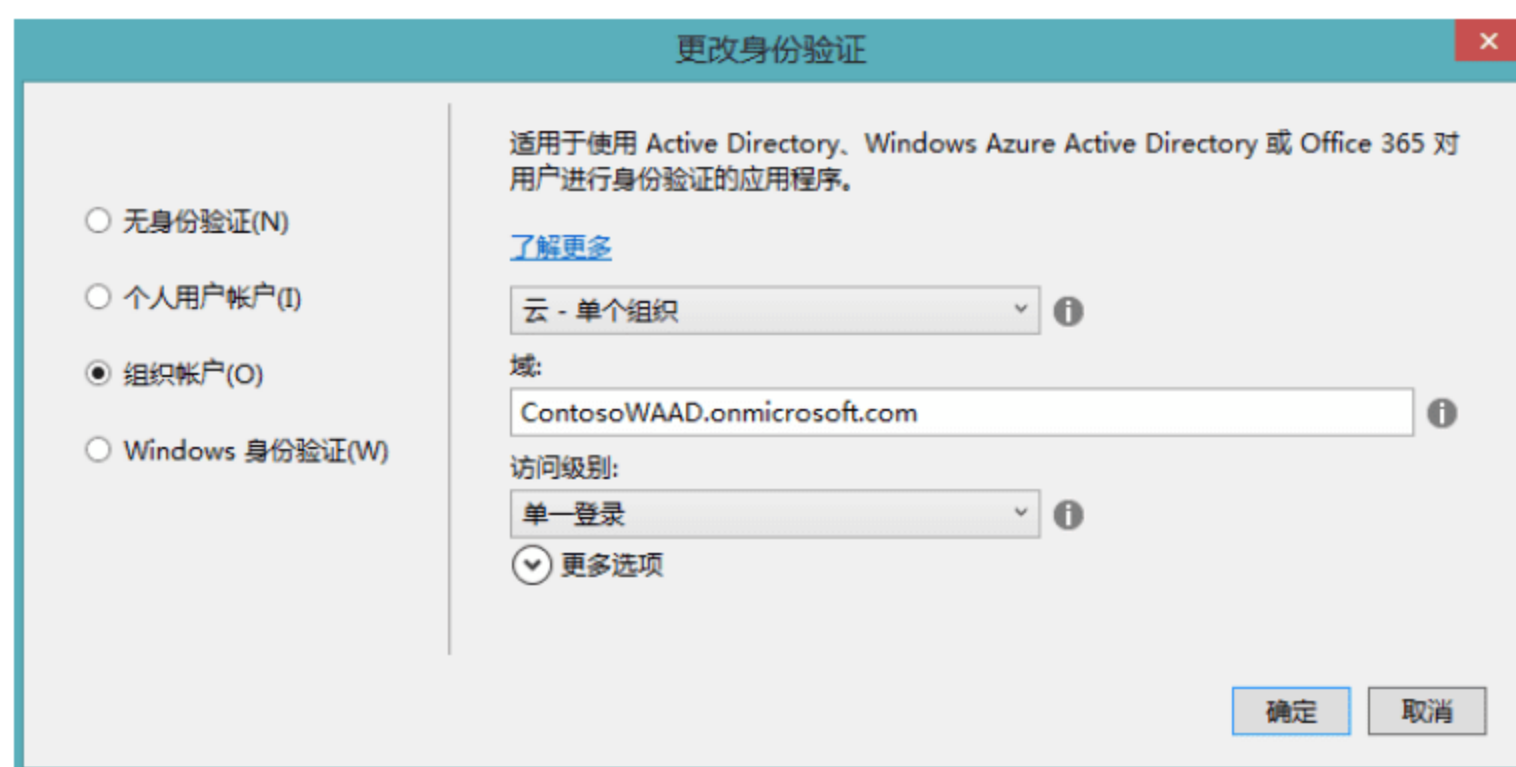 更改身份验证
无身份验证(N)
个人用户帐户(I)
组织帐户(O)
Windows 身份验证(W)
适用于使用 Active Directory、Windows Azure Active Directory 或 Office 365 对
用户进行身份验证的应用程序。
了解更多
云 - 单个组织
域:
ContosoWAAD.onmicrosoft.com
访问级别:
单一登录
更多选项
确定
取消